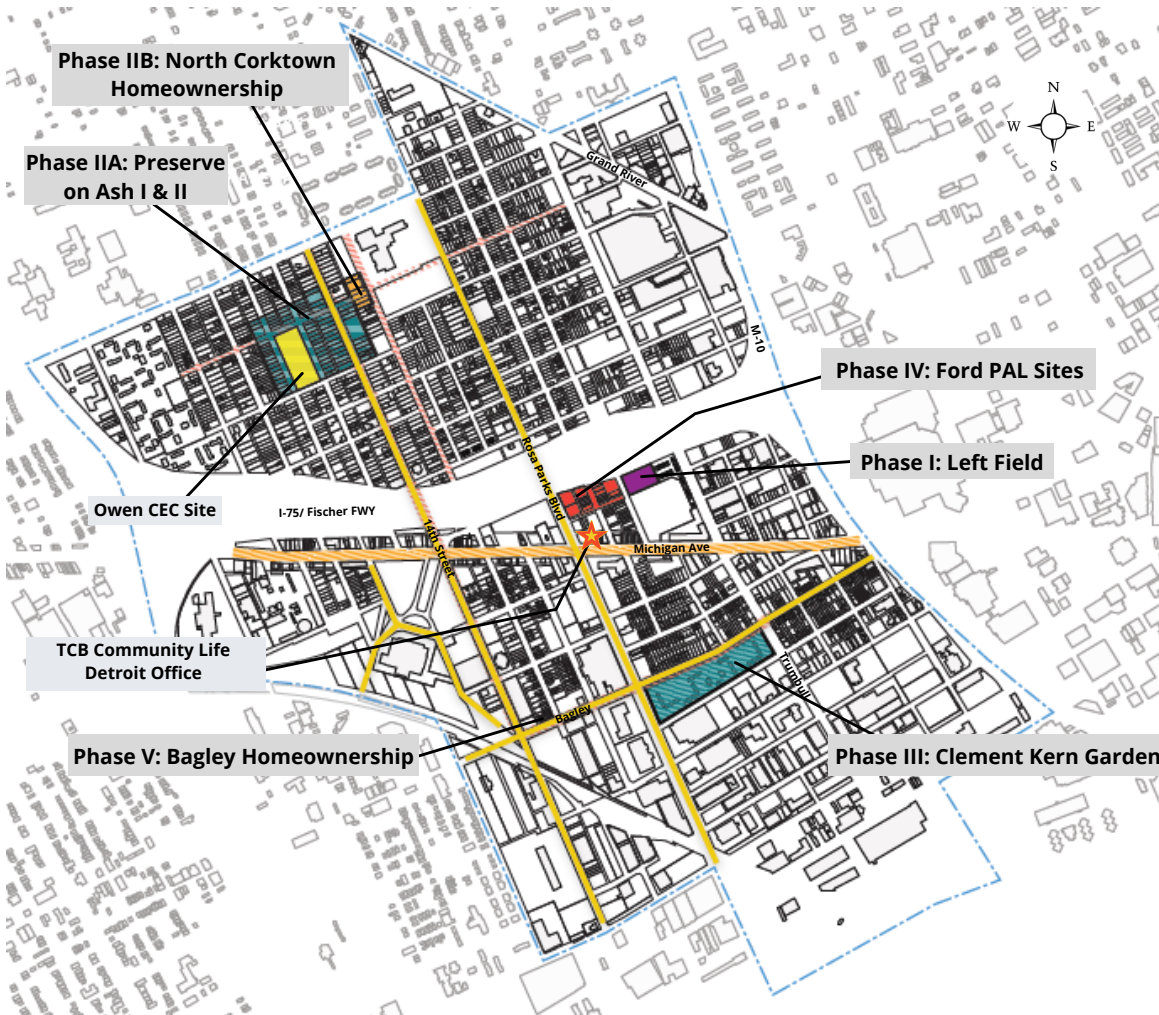 Phase IIB: North Corktown
Homeownership
N
W
E
S
Phase IIA: Preserve
on Ash I & II
Grand River
M-10
Phase IV: Ford PAL Sites
Rosa Parks Blvd
Phase I: Left Field
Owen CEC Site
I-75/ Fischer FWY
14th Street
Michigan Ave
TCB Community Life
Detroit Office
Trumbull
Bagley
Phase V: Bagley Homeownership
Phase III: Clement Kern Garden